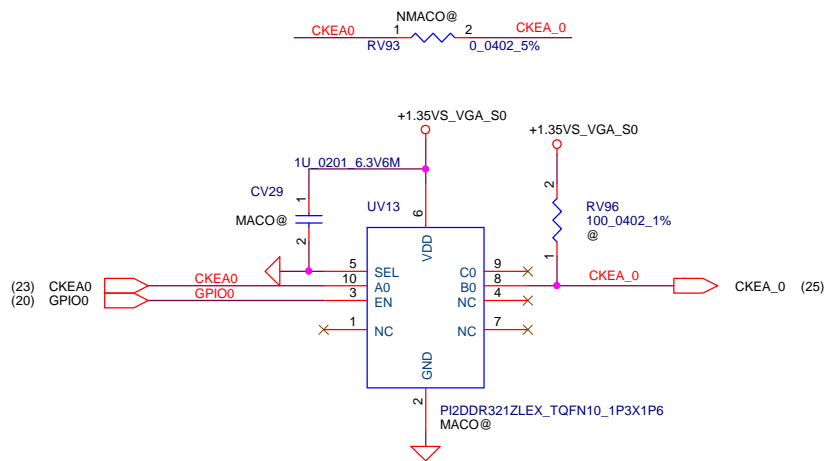 NMACO@
CKEA0 1 2 CKEA_0
RV93 0_0402_5%
+1.35VS_VGA_S0
+1.35VS_VGA_S0
1U_0201_6.3V6M
CV29 1
MACO@
2
UV13
6
VDD
2
RV96
100_0402_1%
@
1
5 SEL C0 9
(23) CKEA0 CKEA0 10 A0 B0 8 CKEA_0 CKEA_0 (25)
(20) GPIO0 GPIO0 3 EN NC 4
1 NC NC 7
GND
2
PI2DDR321ZLEX_TQFN10_1P3X1P6
MACO@